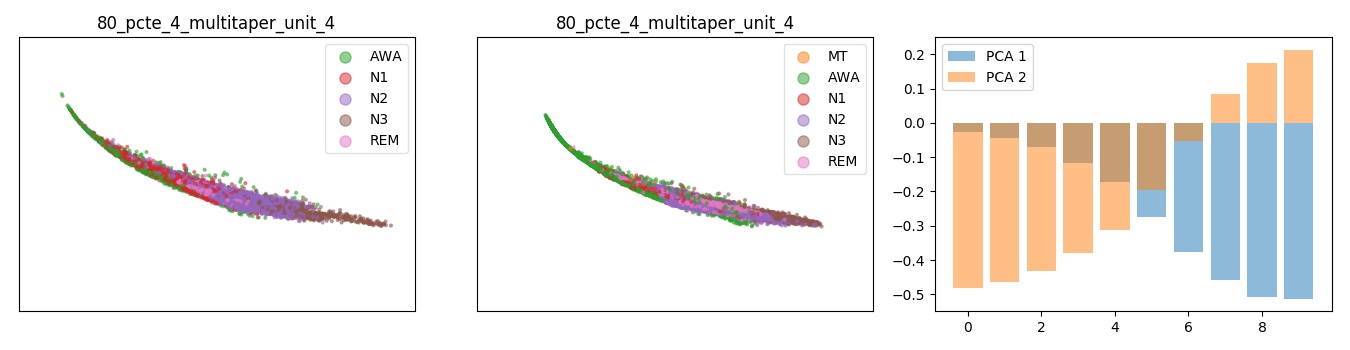 80_pcte_4_multitaper_unit_4
AWA
N1
N2
N3
REM
80_pcte_4_multitaper_unit_4
MT
AWA
N1
N2
N3
REM
PCA 1
PCA 2
0.2
0.1
0.0
−0.1
−0.2
−0.3
−0.4
−0.5
0 2 4 6 8